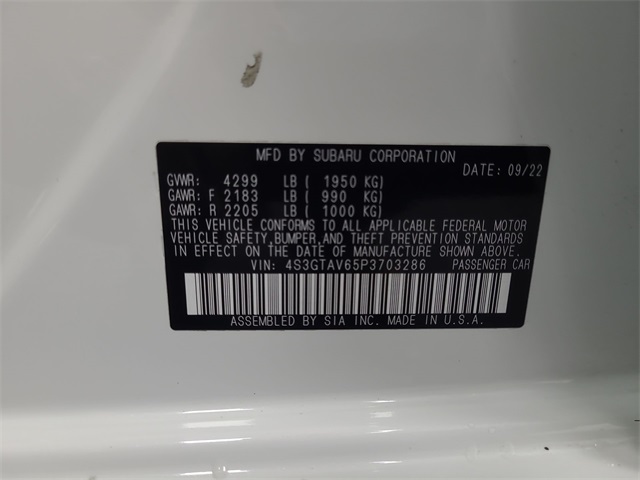 MFD BY SUBARU CORPORATION
DATE: 09/22
GVWR: 4299 LB ( 1950 KG)
GAWR: F 2183 LB ( 990 KG)
GAWR: R 2205 LB ( 1000 KG)
THIS VEHICLE CONFORMS TO ALL APPLICABLE FEDERAL MOTOR
VEHICLE SAFETY,BUMPER,AND THEFT PREVENTION STANDARDS
IN EFFECT ON THE DATE OF MANUFACTURE SHOWN ABOVE.
VIN: 4S3GTAV65P3703286 PASSENGER CAR
ASSEMBLED BY SIA INC. MADE IN U.S.A.